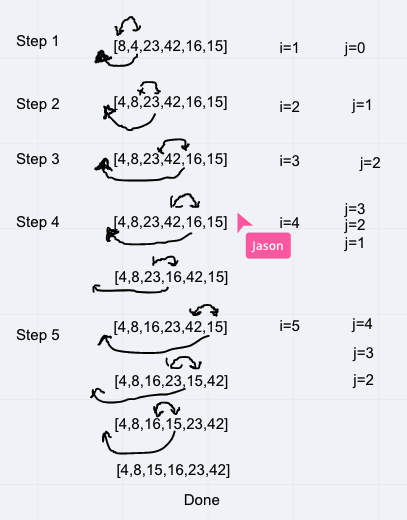 Step 1 [8,4,23,42,16,15] i=1 j=0
Step 2 [4,8,23,42,16,15] i=2 j=1
Step 3 [4,8,23,42,16,15] i=3 j=2
Step 4 [4,8,23,42,16,15] i=4 j=3
j=2
j=1
Jason
[4,8,23,16,42,15]
Step 5 [4,8,16,23,42,15] i=5 j=4
j=3
[4,8,16,23,15,42] j=2
[4,8,16,15,23,42]
[4,8,15,16,23,42]
Done